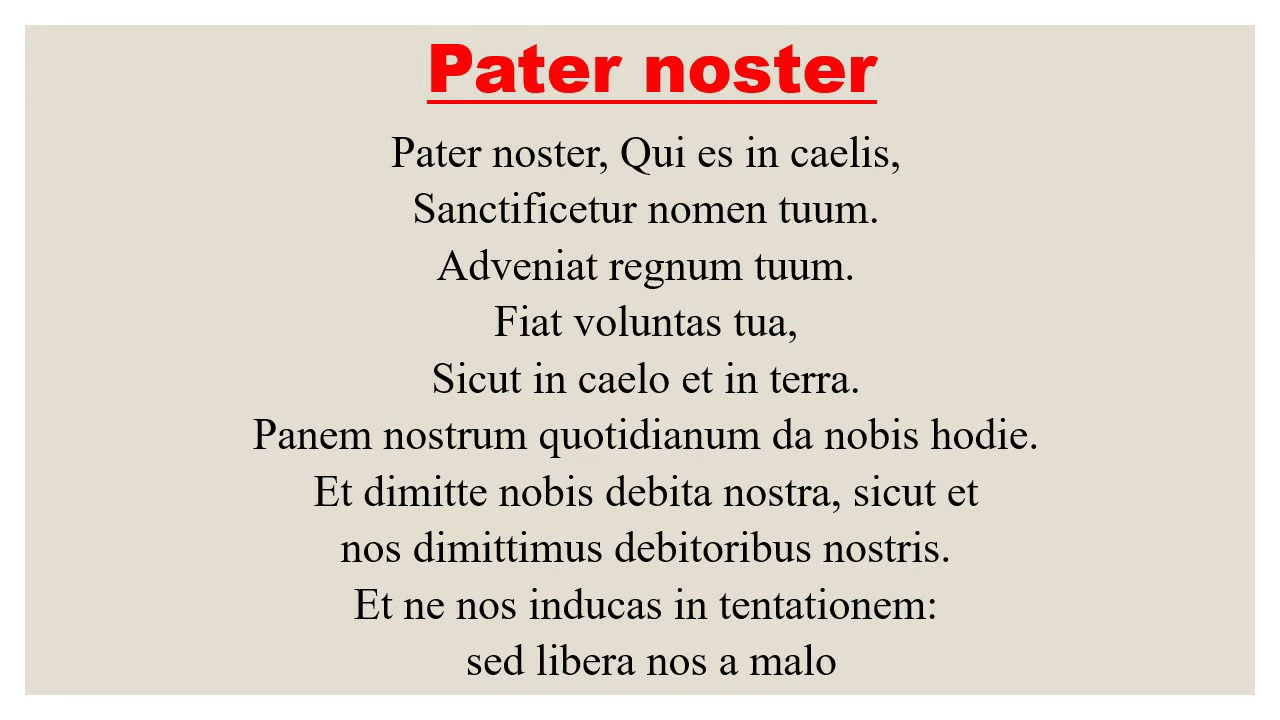 Pater noster
Pater noster, Qui es in caelis,
Sanctificetur nomen tuum.
Adveniat regnum tuum.
Fiat voluntas tua,
Sicut in caelo et in terra.
Panem nostrum quotidianum da nobis hodie.
Et dimitte nobis debita nostra, sicut et
nos dimittimus debitoribus nostris.
Et ne nos inducas in tentationem:
sed libera nos a malo